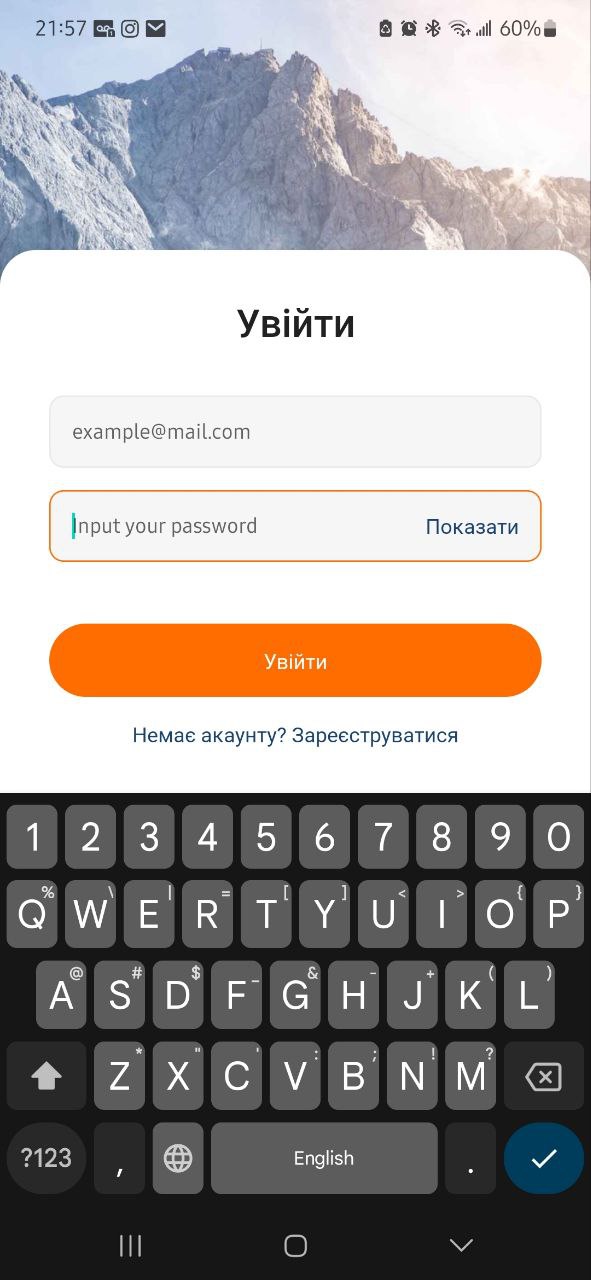 21:57 60%
Увійти
example@mail.com
Input your password Показати
Увійти
Немає акаунту? Зареєструватися
1 2 3 4 5 6 7 8 9 0
% \ | = [ ] < > { }
Q W E R T Y U I O P
@ # $ _ & - + ( )
A S D F G H J K L
* " ' : ; ! ?
Z X C V B N M
?123 , English .